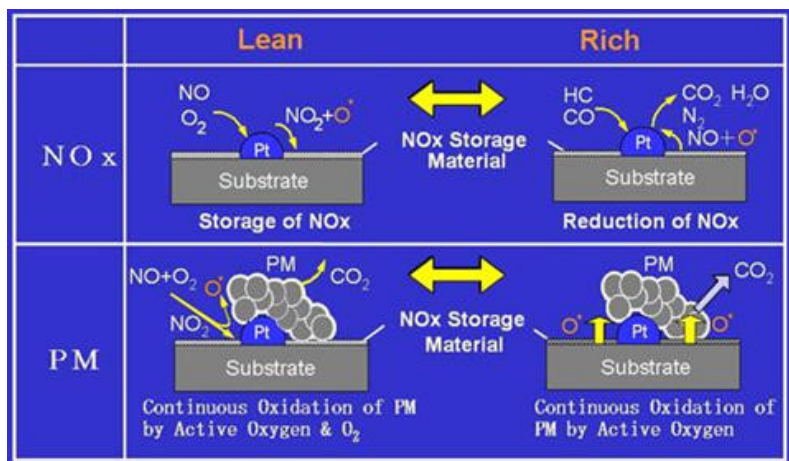 Lean
Rich
NOx
NO
O₂
NO₂+O*
Pt
Substrate
Storage of NOx
NOx Storage
Material
HC
CO
CO₂ H₂O
N₂
NO+O*
Pt
Substrate
Reduction of NOx
PM
NO+O₂
O*
NO₂
PM
CO₂
Pt
Substrate
Continuous Oxidation of PM
by Active Oxygen & O₂
NOx Storage
Material
PM
CO₂
O*
Pt
O*
Substrate
Continuous Oxidation of
PM by Active Oxygen